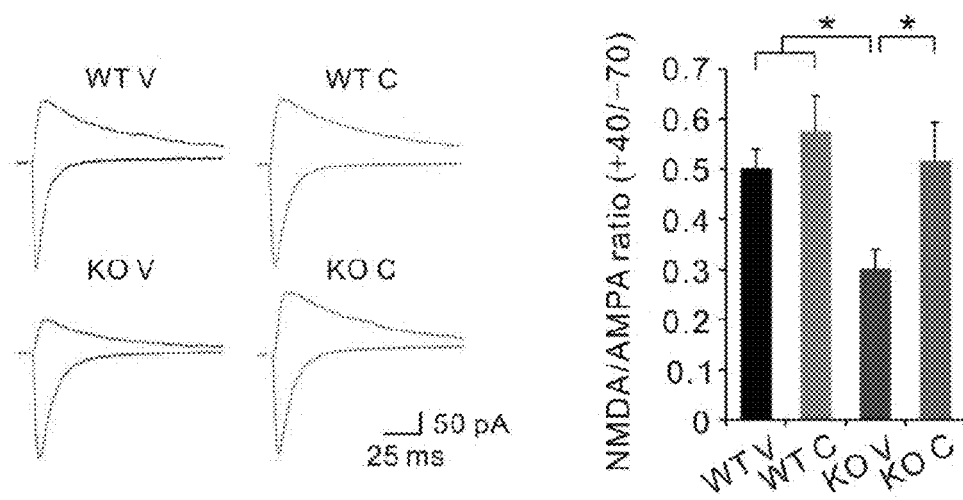 WT V
WT C
KO V
KO C
50 pA
25 ms
NMDA/AMPA ratio (+40/−70)
* *
0.7
0.6
0.5
0.4
0.3
0.2
0.1
0
WT V
WT C
KO V
KO C